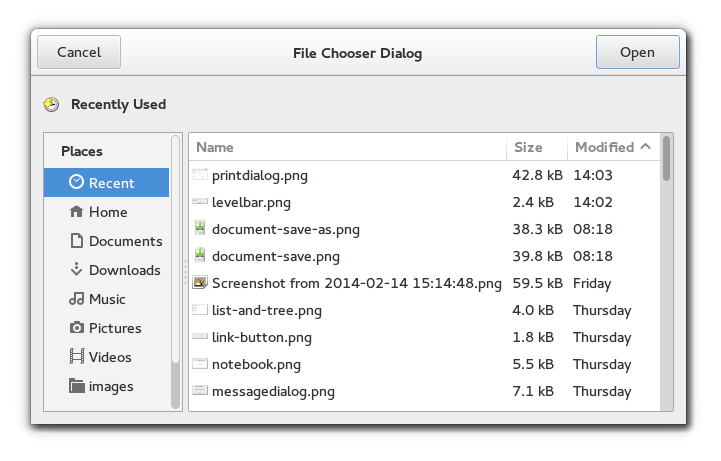 Cancel File Chooser Dialog Open
Recently Used
Places
Recent
Home
Documents
Downloads
Music
Pictures
Videos
images
Name Size Modified
printdialog.png 42.8 kB 14:03
levelbar.png 2.4 kB 14:02
document-save-as.png 38.3 kB 08:18
document-save.png 39.8 kB 08:18
Screenshot from 2014-02-14 15:14:48.png 59.5 kB Friday
list-and-tree.png 4.0 kB Thursday
link-button.png 1.8 kB Thursday
notebook.png 5.5 kB Thursday
messagedialog.png 7.1 kB Thursday